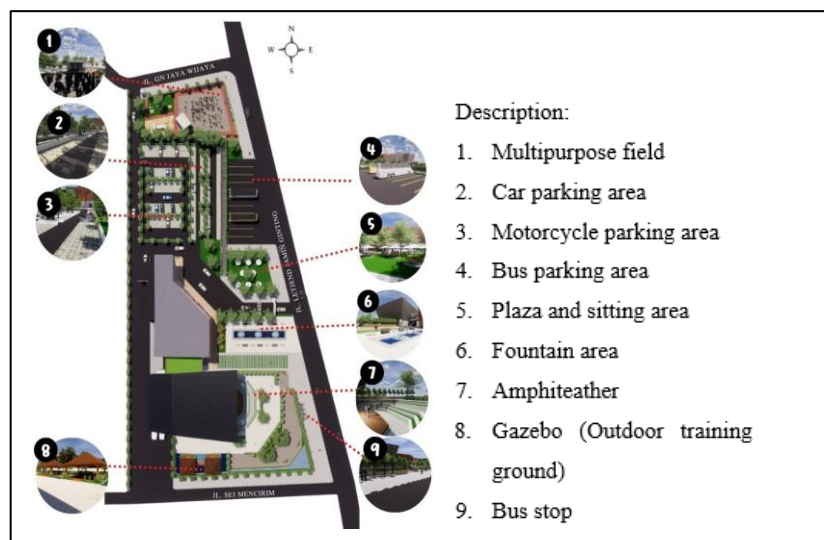 1
2
3
4
5
6
7
8
9
N
W E
S
JL. GN JAYA WIJAYA
JL. LETJEND JAMIN GINTING
JL. SEI MENCIRIM
Description:
1. Multipurpose field
2. Car parking area
3. Motorcycle parking area
4. Bus parking area
5. Plaza and sitting area
6. Fountain area
7. Amphiteather
8. Gazebo (Outdoor training
ground)
9. Bus stop